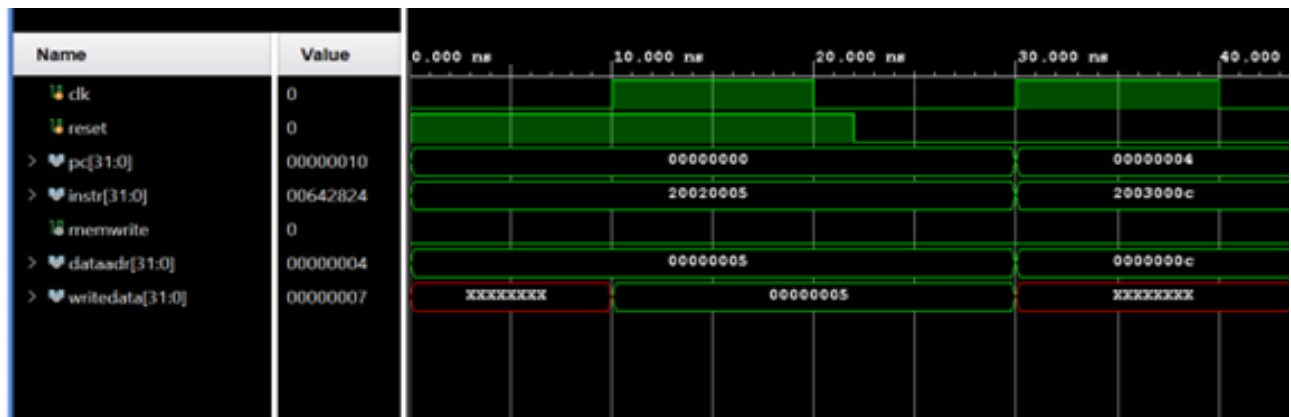 Name Value 0.000 ns 10.000 ns 20.000 ns 30.000 ns 40.000
clk 0
reset 0
> pc[31:0] 00000010 00000000 00000004
> instr[31:0] 00642824 20020005 2003000c
memwrite 0
> dataadr[31:0] 00000004 00000005 0000000c
> writedata[31:0] 00000007 XXXXXXXX 00000005 XXXXXXXX